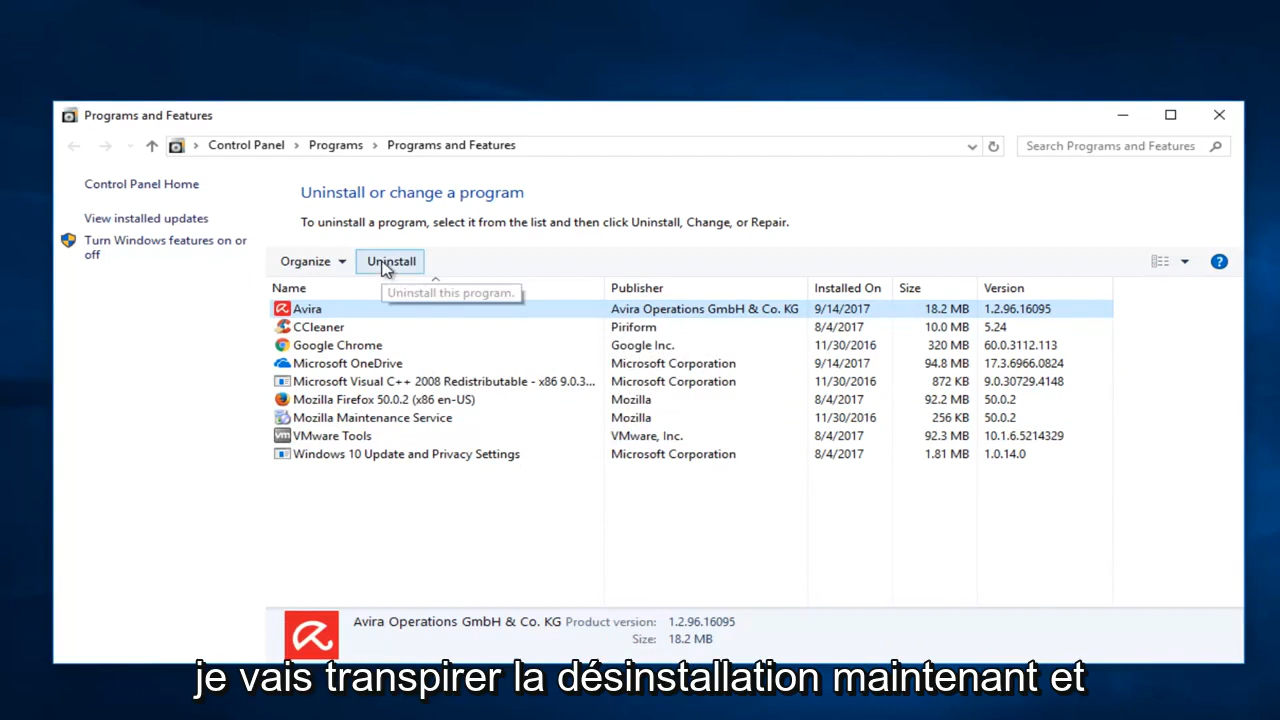 Programs and Features
Control Panel > Programs > Programs and Features
Search Programs and Features
Control Panel Home
View installed updates
Turn Windows features on or
off
Uninstall or change a program
To uninstall a program, select it from the list and then click Uninstall, Change, or Repair.
Organize Uninstall ?
Uninstall this program.
Name Publisher Installed On Size Version
Avira Avira Operations GmbH & Co. KG 9/14/2017 18.2 MB 1.2.96.16095
CCleaner Piriform 8/4/2017 10.0 MB 5.24
Google Chrome Google Inc. 11/30/2016 320 MB 60.0.3112.113
Microsoft OneDrive Microsoft Corporation 9/14/2017 94.8 MB 17.3.6966.0824
Microsoft Visual C++ 2008 Redistributable - x86 9.0.3... Microsoft Corporation 11/30/2016 872 KB 9.0.30729.4148
Mozilla Firefox 50.0.2 (x86 en-US) Mozilla 8/4/2017 92.2 MB 50.0.2
Mozilla Maintenance Service Mozilla 11/30/2016 256 KB 50.0.2
vm VMware Tools VMware, Inc. 8/4/2017 92.3 MB 10.1.6.5214329
Windows 10 Update and Privacy Settings Microsoft Corporation 8/4/2017 1.81 MB 1.0.14.0
Avira Operations GmbH & Co. KG Product version: 1.2.96.16095
Size: 18.2 MB
je vais transpirer la désinstallation maintenant et